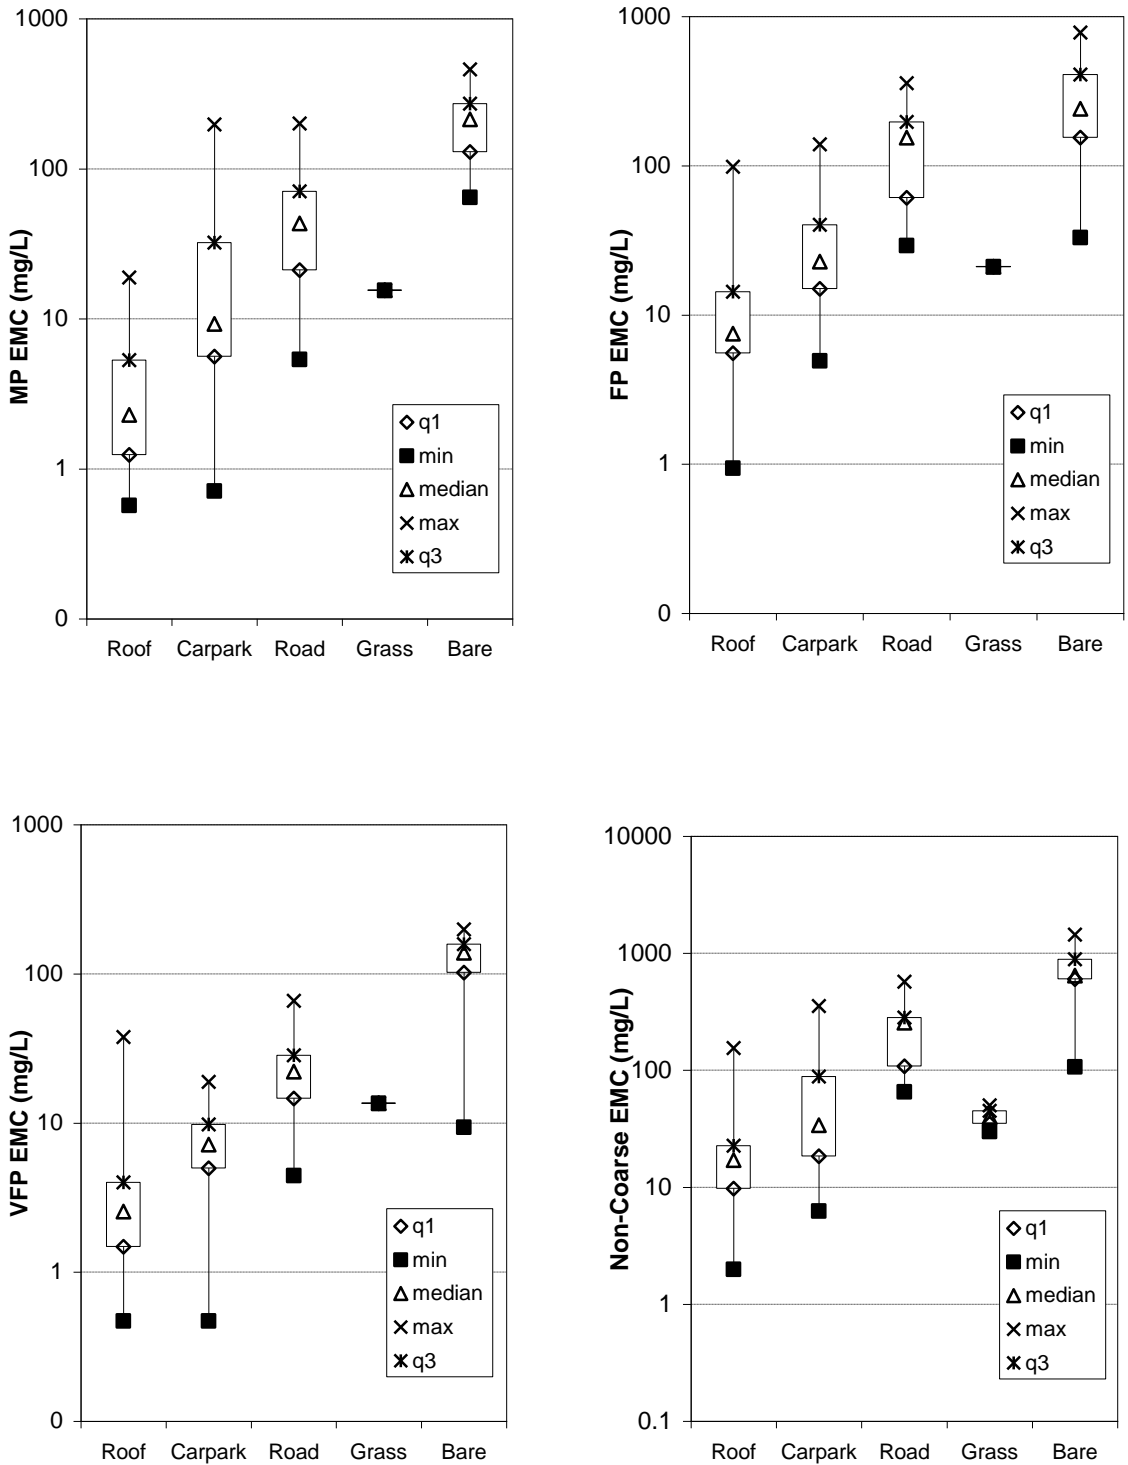 1000
100
10
1
0
MP EMC (mg/L)
q1
min
median
max
q3
Roof Carpark Road Grass Bare
1000
100
10
1
0
FP EMC (mg/L)
q1
min
median
max
q3
Roof Carpark Road Grass Bare
1000
100
10
1
0
VFP EMC (mg/L)
q1
min
median
max
q3
Roof Carpark Road Grass Bare
10000
1000
100
10
1
0.1
Non-Coarse EMC (mg/L)
q1
min
median
max
q3
Roof Carpark Road Grass Bare